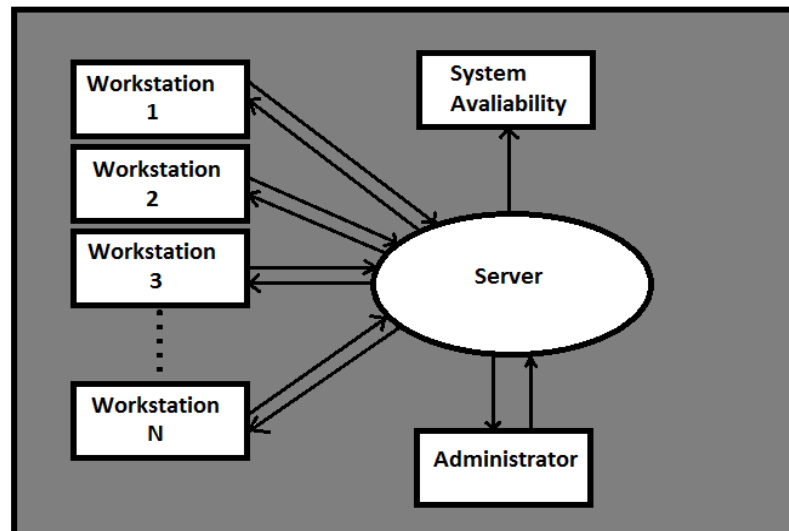 Workstation
1
Workstation
2
Workstation
3
Workstation
N
System
Avaliability
Server
Administrator